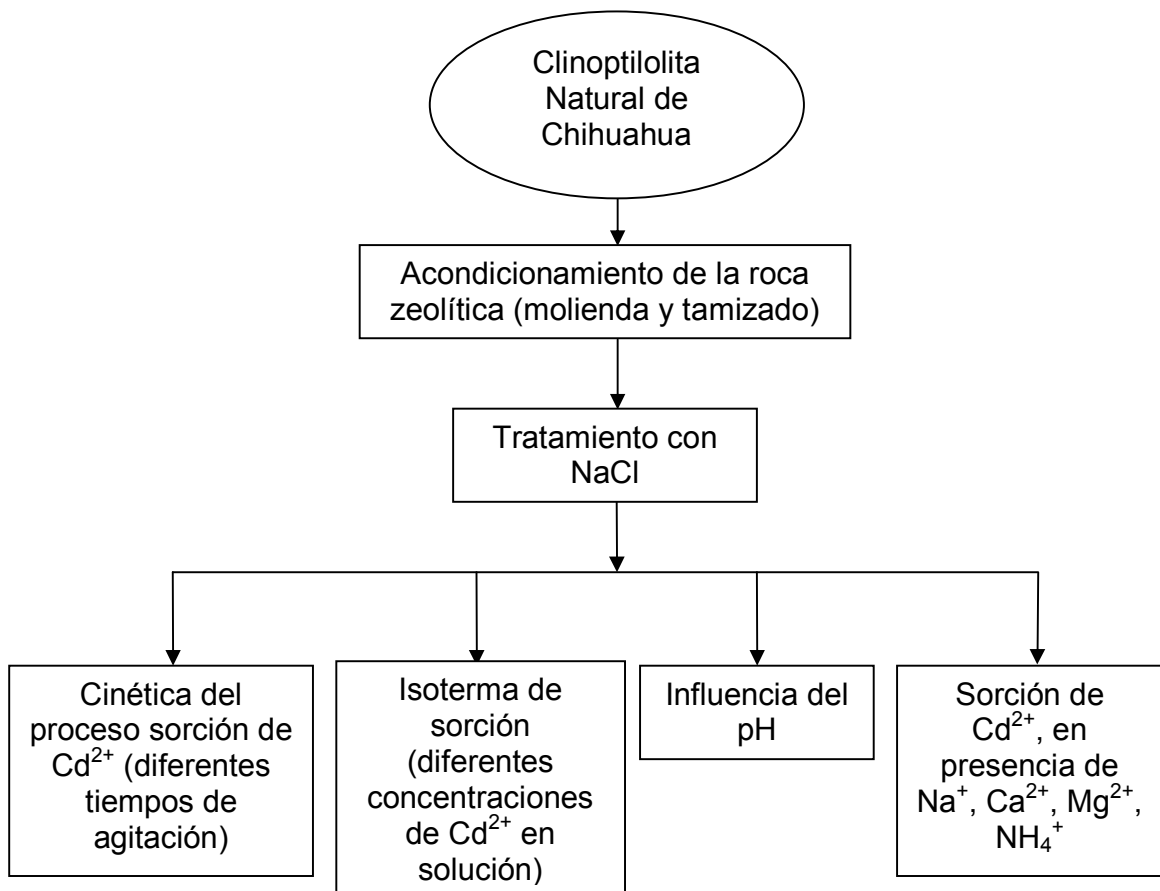 Clinoptilolita
Natural de
Chihuahua
Acondicionamiento de la roca
zeolítica (molienda y tamizado)
Tratamiento con
NaCl
Cinética del
proceso sorción de
Cd²⁺ (diferentes
tiempos de
agitación)
Isoterma de
sorción
(diferentes
concentraciones
de Cd²⁺ en
solución)
Influencia del
pH
Sorción de
Cd²⁺, en
presencia de
Na⁺, Ca²⁺, Mg²⁺,
NH₄⁺